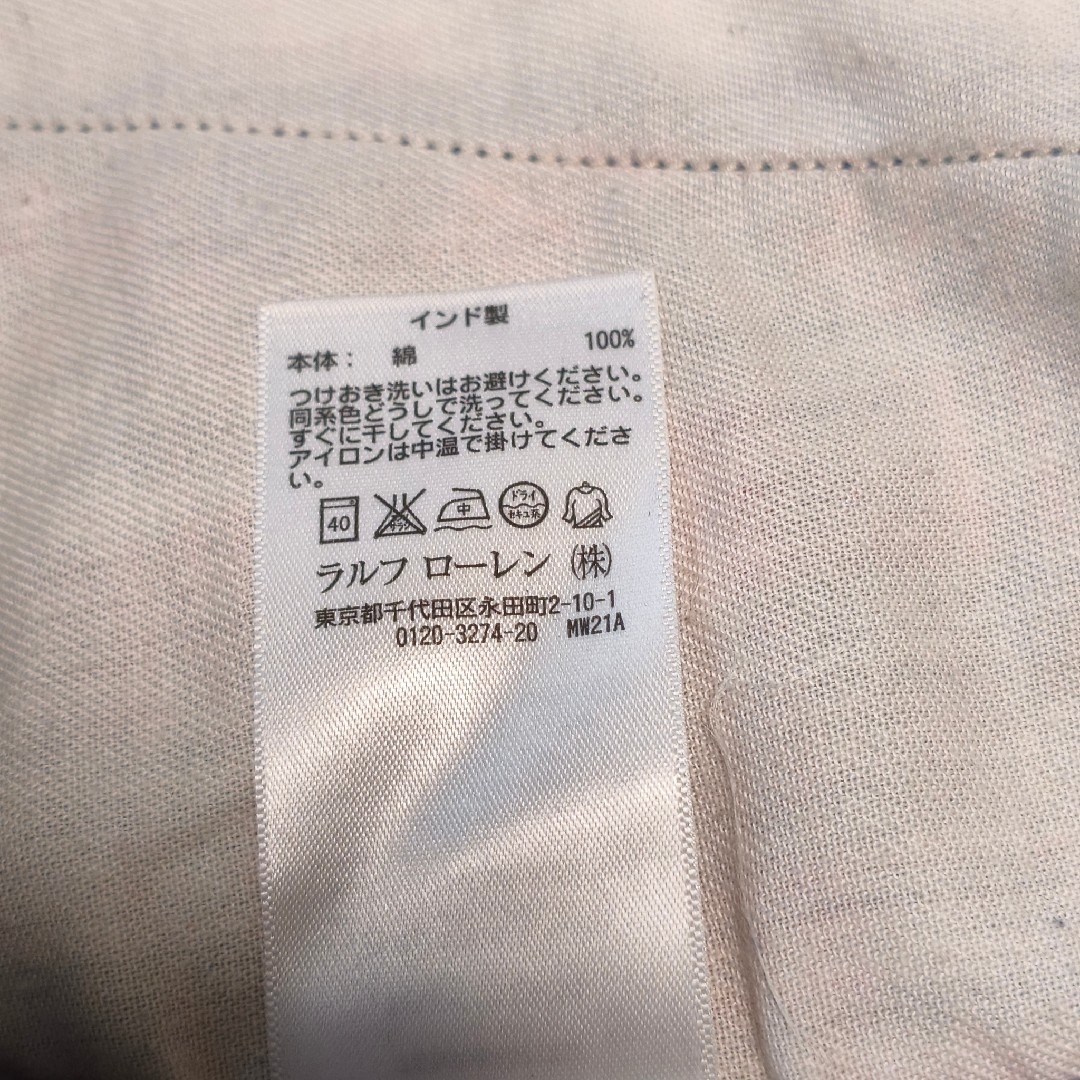 インド製
本体： 綿 100%
つけおき洗いはお避けください。
同系色どうしで洗ってください。
すぐに干してください。
アイロンは中温で掛けてくださ
い。
40 中 ドライ セキユ系
ラルフ ローレン ㈱
東京都千代田区永田町2-10-1
0120-3274-20 MW21A